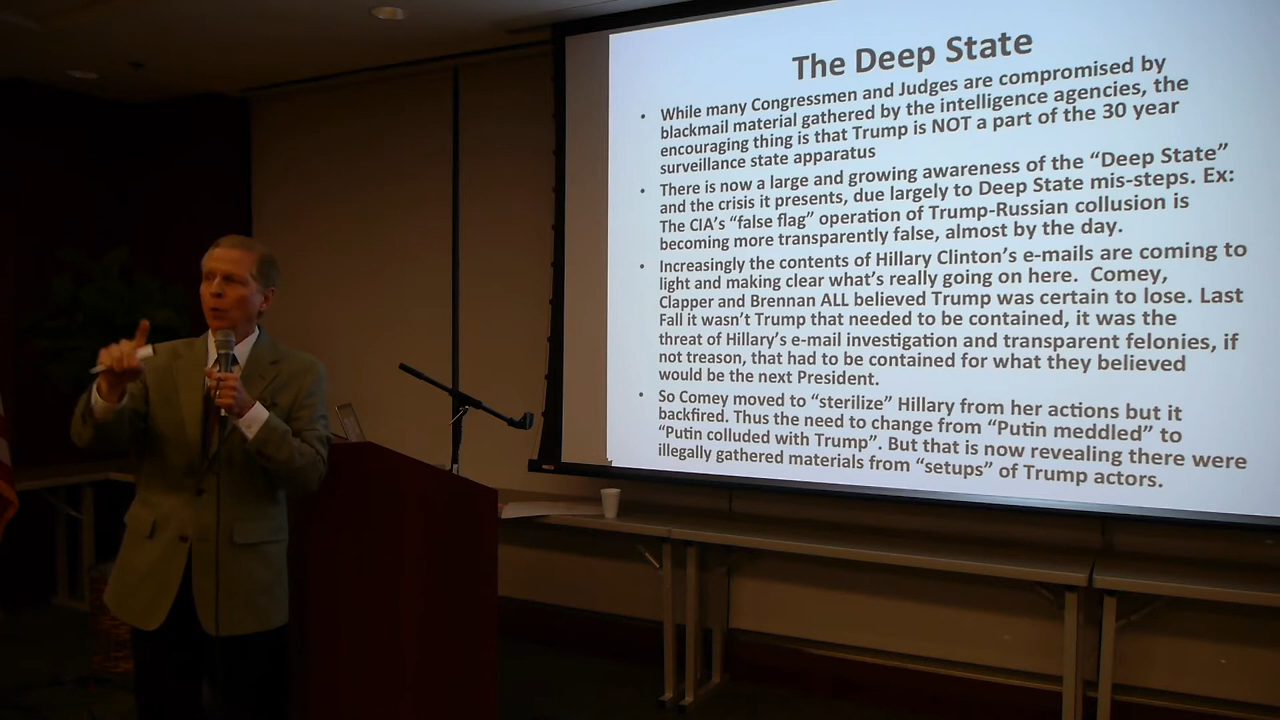 The Deep State
• While many Congressmen and Judges are compromised by
blackmail material gathered by the intelligence agencies, the
encouraging thing is that Trump is NOT a part of the 30 year
surveillance state apparatus
• There is now a large and growing awareness of the “Deep State”
and the crisis it presents, due largely to Deep State mis-steps. Ex:
The CIA’s “false flag” operation of Trump-Russian collusion is
becoming more transparently false, almost by the day.
• Increasingly the contents of Hillary Clinton’s e-mails are coming to
light and making clear what’s really going on here. Comey,
Clapper and Brennan ALL believed Trump was certain to lose. Last
Fall it wasn’t Trump that needed to be contained, it was the
threat of Hillary’s e-mail investigation and transparent felonies, if
not treason, that had to be contained for what they believed
would be the next President.
• So Comey moved to “sterilize” Hillary from her actions but it
backfired. Thus the need to change from “Putin meddled” to
“Putin colluded with Trump”. But that is now revealing there were
illegally gathered materials from “setups” of Trump actors.